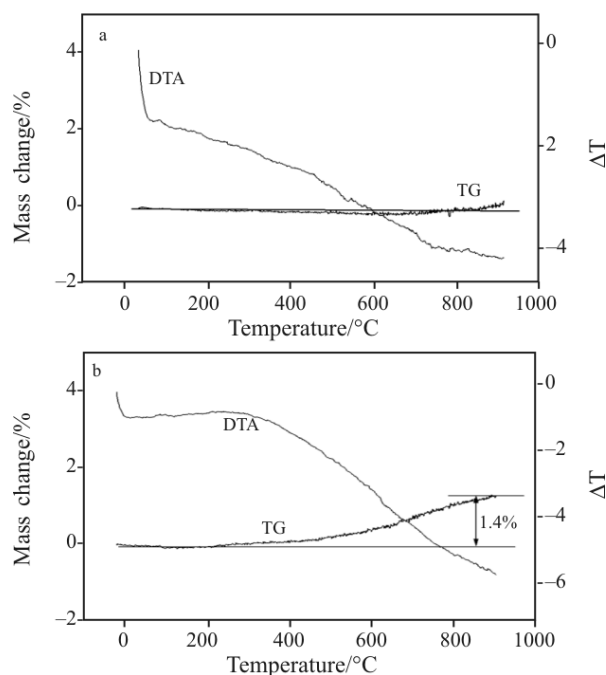 a
4
2
0
–2
Mass change/%
DTA
TG
0
2
–4
ΔT
0 200 400 600 800 1000
Temperature/°C
b
4
2
0
–2
Mass change/%
DTA
TG
1.4%
0
–2
–4
–6
ΔT
0 200 400 600 800 1000
Temperature/°C